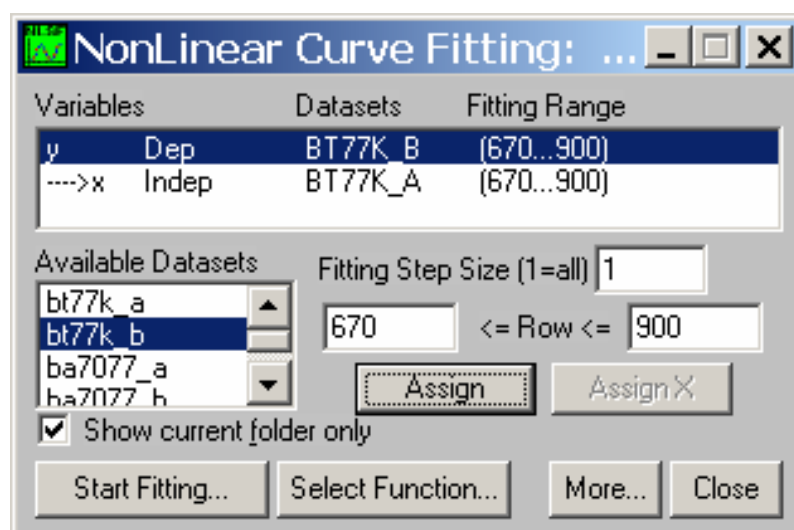 NonLinear Curve Fitting: ...
Variables Datasets Fitting Range
y Dep BT77K_B (670...900)
---->x Indep BT77K_A (670...900)
Available Datasets
Fitting Step Size (1=all) 1
bt77k_a
bt77k_b
ba7077_a
ba7077_b
670 <= Row <= 900
Assign Assign X
Show current folder only
Start Fitting... Select Function... More... Close